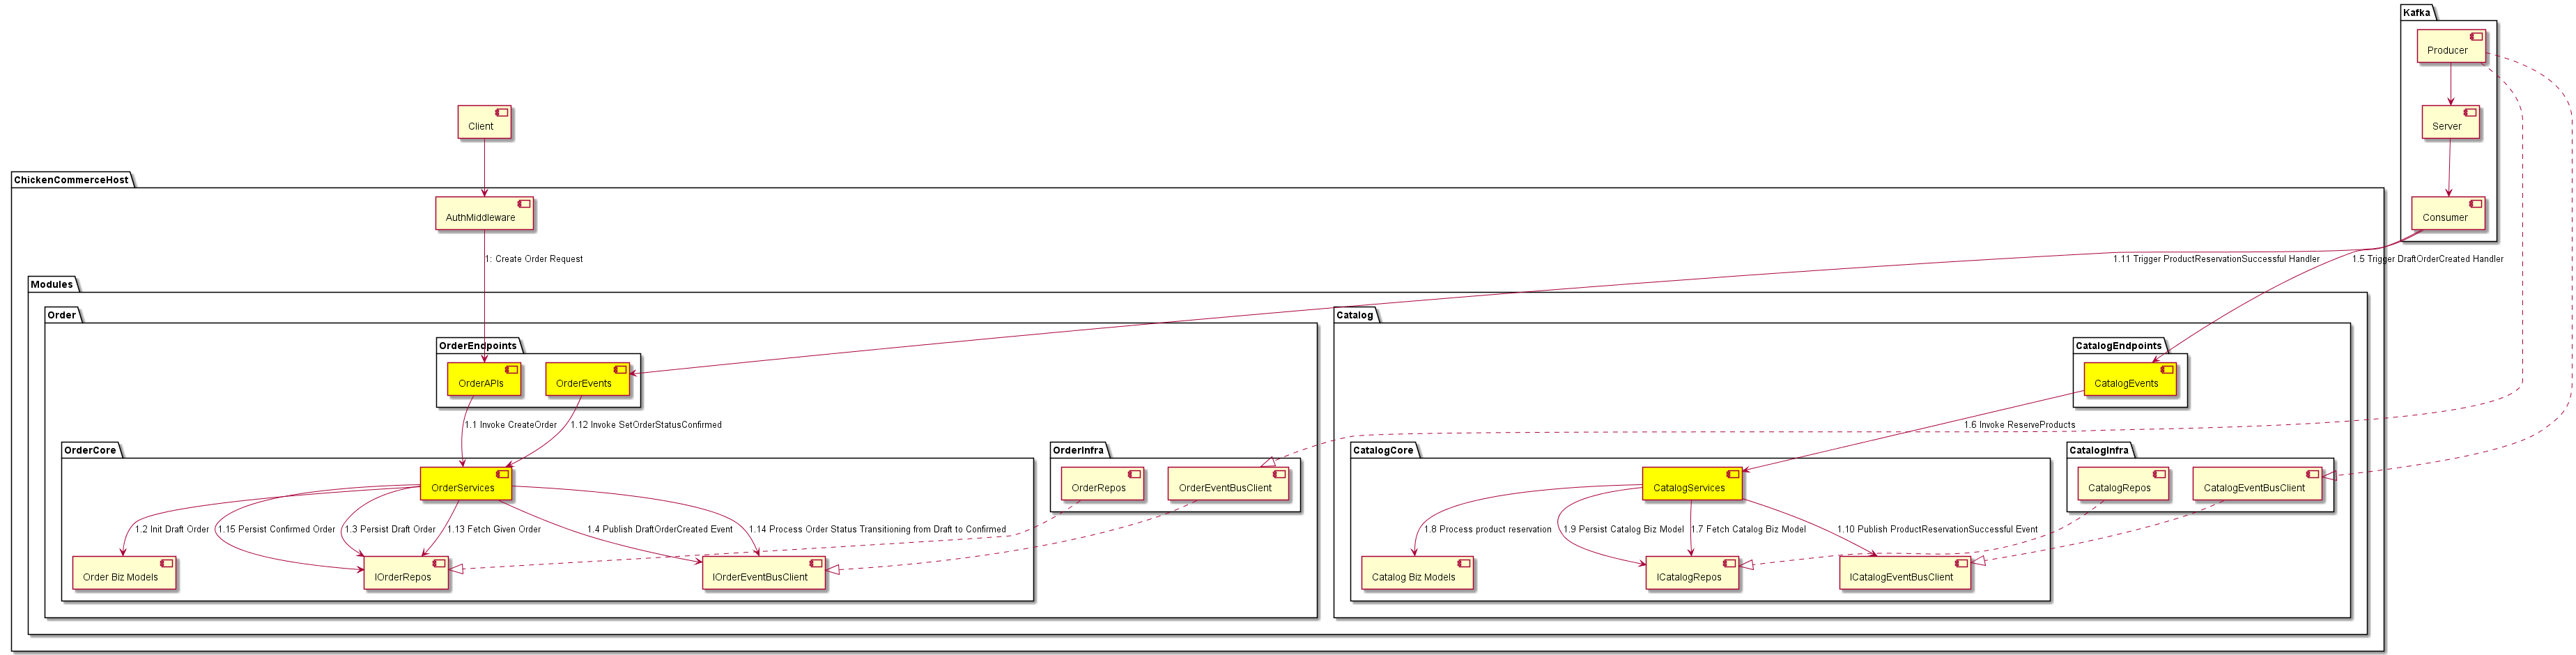 Kafka
Producer
Client
Server
ChickenCommerceHost
AuthMiddleware
Consumer
1: Create Order Request
1.11 Trigger ProductReservationSuccessful Handler
1.5 Trigger DraftOrderCreated Handler
Modules
Order
Catalog
OrderEndpoints
CatalogEndpoints
OrderAPIs
OrderEvents
CatalogEvents
1.1 Invoke CreateOrder
1.12 Invoke SetOrderStatusConfirmed
1.6 Invoke ReserveProducts
OrderCore
OrderInfra
CatalogCore
CatalogInfra
OrderServices
OrderRepos
OrderEventBusClient
CatalogServices
CatalogRepos
CatalogEventBusClient
1.2 Init Draft Order
1.15 Persist Confirmed Order
1.3 Persist Draft Order
1.13 Fetch Given Order
1.4 Publish DraftOrderCreated Event
1.14 Process Order Status Transitioning from Draft to Confirmed
1.8 Process product reservation
1.9 Persist Catalog Biz Model
1.7 Fetch Catalog Biz Model
1.10 Publish ProductReservationSuccessful Event
Order Biz Models
IOrderRepos
IOrderEventBusClient
Catalog Biz Models
ICatalogRepos
ICatalogEventBusClient